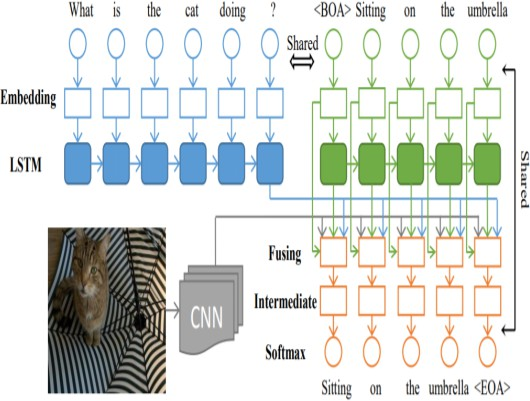 What is the cat doing ? <BOA> Sitting on the umbrella
Shared
Embedding
LSTM
Shared
Fusing
CNN
Intermediate
Softmax
Sitting on the umbrella <EOA>